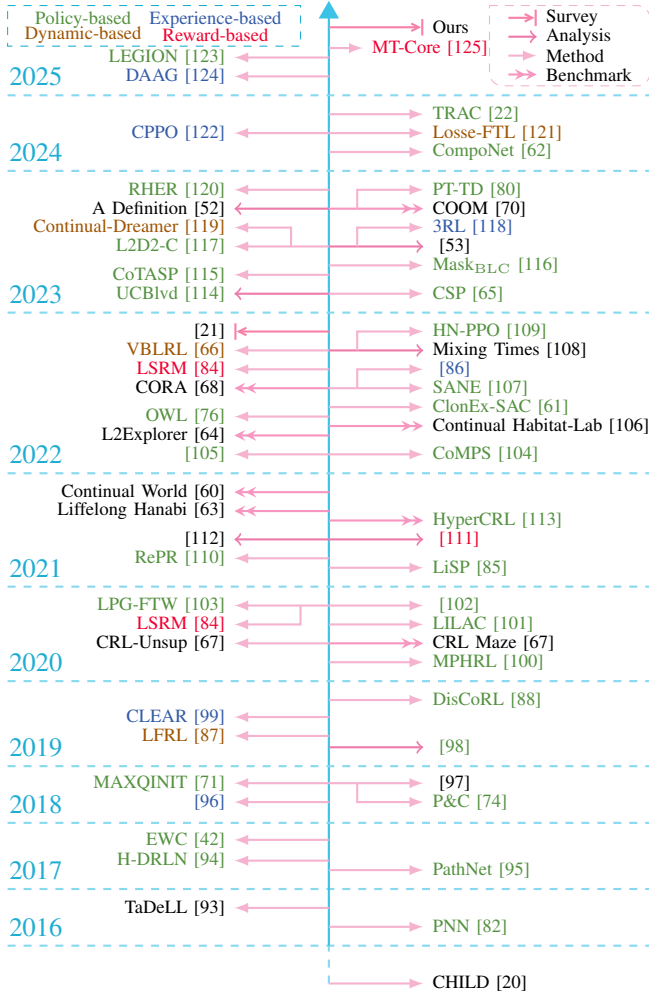 Policy-based Experience-based
Dynamic-based Reward-based
Survey
Analysis
Method
Benchmark
Ours
MT-Core [125]
LEGION [123]
DAAG [124]
2025
TRAC [22]
CPPO [122] Losse-FTL [121]
CompoNet [62]
2024
RHER [120] PT-TD [80]
A Definition [52] COOM [70]
Continual-Dreamer [119] 3RL [118]
L2D2-C [117] [53]
MaskBLC [116]
CoTASP [115]
UCBlvd [114] CSP [65]
2023
[21] HN-PPO [109]
VBLRL [66] Mixing Times [108]
LSRM [84] [86]
CORA [68] SANE [107]
ClonEx-SAC [61]
OWL [76]
Continual Habitat-Lab [106]
L2Explorer [64]
[105] CoMPS [104]
2022
Continual World [60]
Liffelong Hanabi [63]
HyperCRL [113]
[112] [111]
RePR [110]
LiSP [85]
2021
LPG-FTW [103] [102]
LSRM [84] LILAC [101]
CRL-Unsup [67] CRL Maze [67]
MPHRL [100]
2020
DisCoRL [88]
CLEAR [99]
LFRL [87]
[98]
2019
MAXQINIT [71] [97]
[96] P&C [74]
2018
EWC [42]
H-DRLN [94]
PathNet [95]
2017
TaDeLL [93]
PNN [82]
2016
CHILD [20]